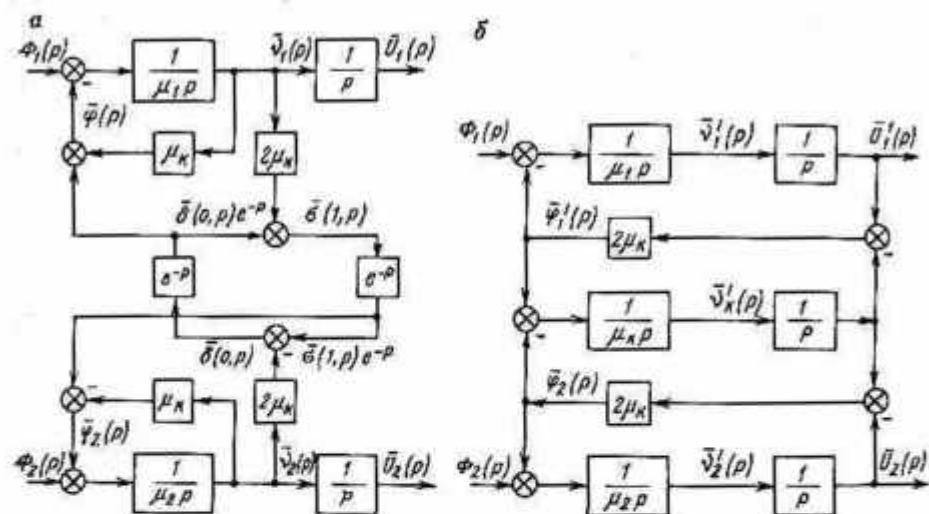 а
Φ₁(p)
1
μ₁p
ν̄₁(p)
1
p
Ū₁(p)
φ̄(p)
μк
2μк
δ̄(0,p)e⁻ᵖ
σ̄(1,p)
e⁻ᵖ
e⁻ᵖ
δ̄(0,p)
σ̄(1,p)e⁻ᵖ
μк
2μк
φ̄₂(p)
Φ₂(p)
1
μ₂p
ν̄₂(p)
1
p
Ū₂(p)
б
Φ₁(p)
1
μ₁p
ν̄₁′(p)
1
p
Ū₁′(p)
φ̄₁′(p)
2μк
1
μкp
ν̄к′(p)
1
p
φ̄₂(p)
2μк
Φ₂(p)
1
μ₂p
ν̄₂′(p)
1
p
Ū₂(p)